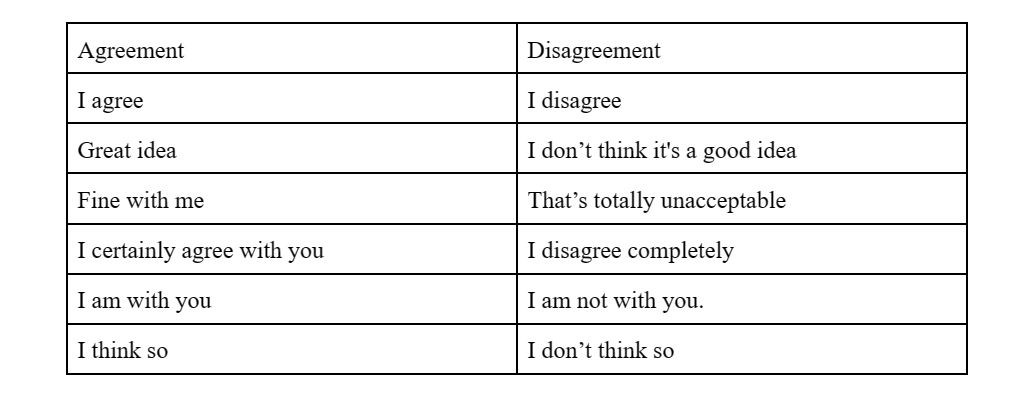 Agreement
Disagreement
I agree
I disagree
Great idea
I don’t think it's a good idea
Fine with me
That’s totally unacceptable
I certainly agree with you
I disagree completely
I am with you
I am not with you.
I think so
I don’t think so